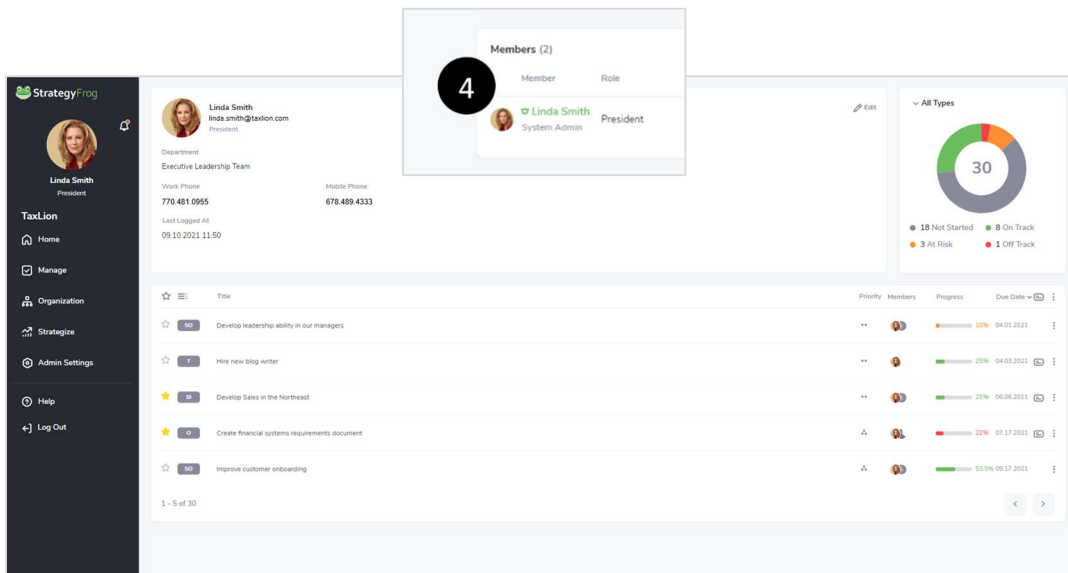 Members (2)
4
Member Role
Linda Smith
System Admin
President
StrategyFrog
Linda Smith
President
TaxLion
Home
Manage
Organization
Strategize
Admin Settings
Help
Log Out
Linda Smith
linda.smith@taxlion.com
President
Edit
Department
Executive Leadership Team
Work Phone Mobile Phone
770.481.0955 678.489.4333
Last Logged At
09.10.2021 11:50
All Types
30
18 Not Started 8 On Track
3 At Risk 1 Off Track
Title Priority Members Progress Due Date
SO Develop leadership ability in our managers 10% 04.01.2021
T Hire new blog writer 25% 04.03.2021
SI Develop Sales in the Northeast 25% 06.06.2021
O Create financial systems requirements document 22% 07.17.2021
SO Improve customer onboarding 53.5% 09.17.2021
1 - 5 of 30